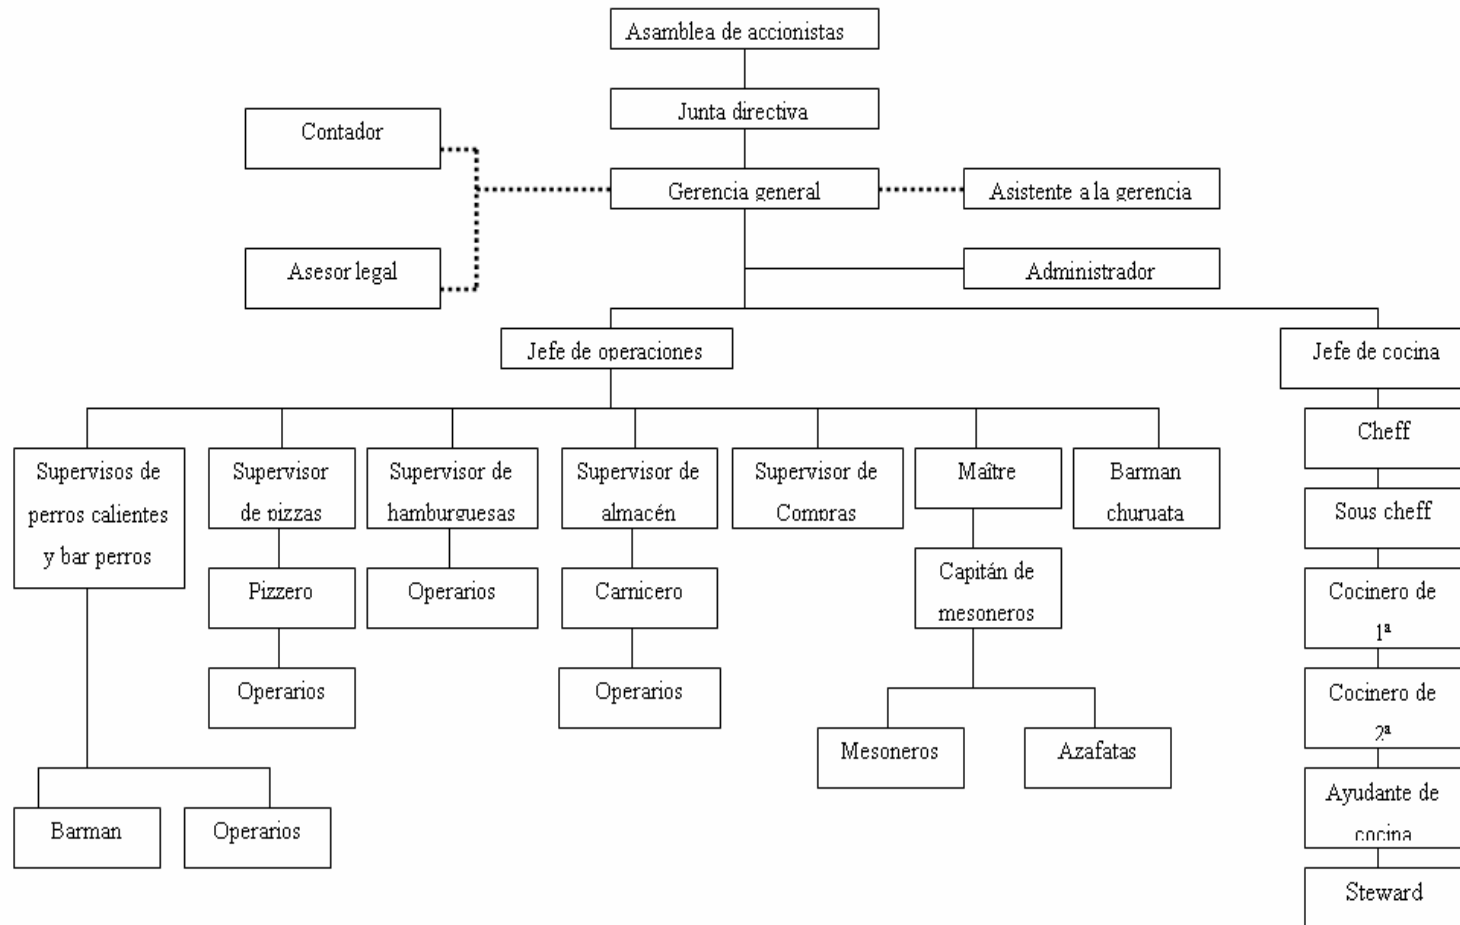 Asamblea de accionistas
Junta directiva
Contador
Gerencia general
Asistente a la gerencia
Asesor legal
Administrador
Jefe de operaciones
Jefe de cocina
Supervisos de
perros calientes
y bar perros
Supervisor
de pizzas
Supervisor de
hamburguesas
Supervisor de
almacén
Supervisor de
Compras
Maître
Barman
churuata
Cheff
Sous cheff
Pizzero
Operarios
Carnicero
Capitán de
mesoneros
Cocinero de
1ª
Operarios
Operarios
Cocinero de
2ª
Mesoneros
Azafatas
Ayudante de
cocina
Barman
Operarios
Steward